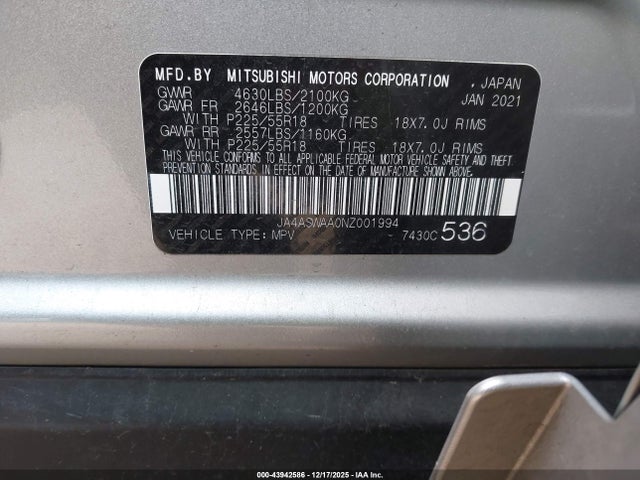 MFD.BY MITSUBISHI MOTORS CORPORATION . JAPAN
GVWR 4630LBS/2100KG JAN 2021
GAWR FR 2646LBS/1200KG
WITH P225/55R18 TIRES 18X7.0J RIMS
GAWR RR 2557LBS/1160KG
WITH P225/55R18 TIRES 18X7.0J RIMS
THIS VEHICLE CONFORMS TO ALL APPLICABLE FEDERAL MOTOR VEHICLE SAFETY AND THEFT
PREVENTION STANDARDS IN EFFECT ON THE DATE OF MANUFACTURE SHOWN ABOVE.
JA4ASWAA0NZ001994
VEHICLE TYPE: MPV 7430C 536
000-43942586 - 12/17/2025 - IAA Inc.